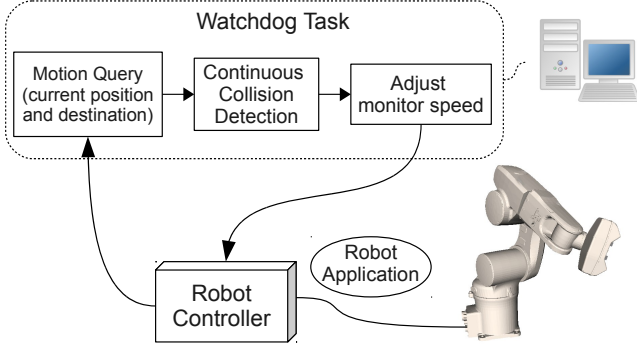 Watchdog Task
Motion Query
(current position
and destination)
Continuous
Collision
Detection
Adjust
monitor speed
Robot
Application
Robot
Controller